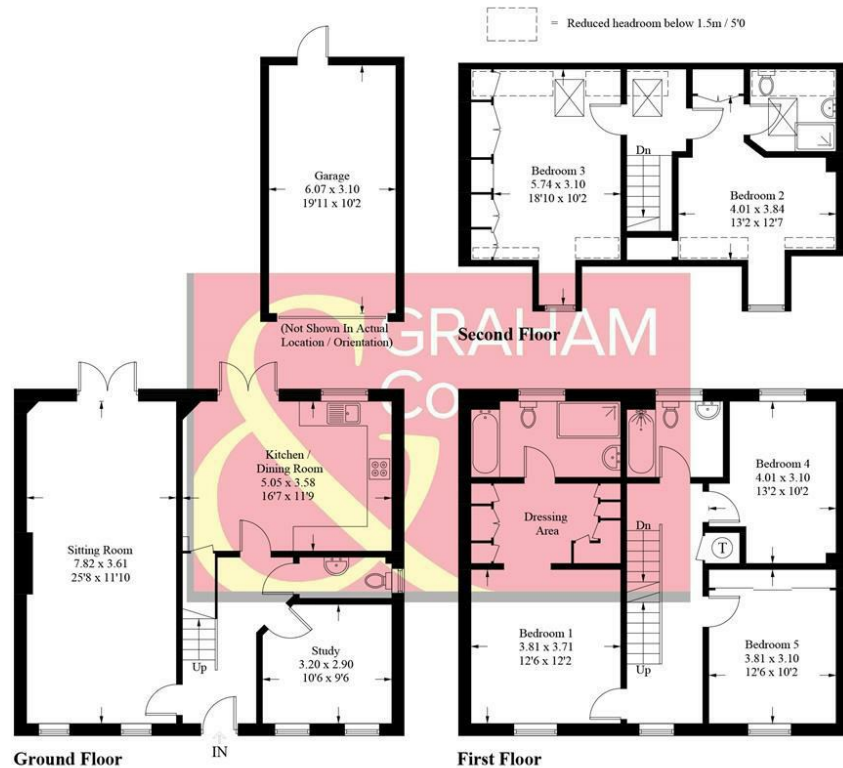 = Reduced headroom below 1.5m / 5'0
Garage
6.07 x 3.10
19'11 x 10'2
(Not Shown In Actual
Location / Orientation)
Dn
Bedroom 3
5.74 x 3.10
18'10 x 10'2
Bedroom 2
4.01 x 3.84
13'2 x 12'7
Second Floor
GRAHAM
Co
&
Kitchen /
Dining Room
5.05 x 3.58
16'7 x 11'9
Sitting Room
7.82 x 3.61
25'8 x 11'10
Up
Study
3.20 x 2.90
10'6 x 9'6
IN
Ground Floor
Bedroom 4
4.01 x 3.10
13'2 x 10'2
Dressing
Area
Dn
T
Bedroom 1
3.81 x 3.71
12'6 x 12'2
Up
Bedroom 5
3.81 x 3.10
12'6 x 10'2
First Floor